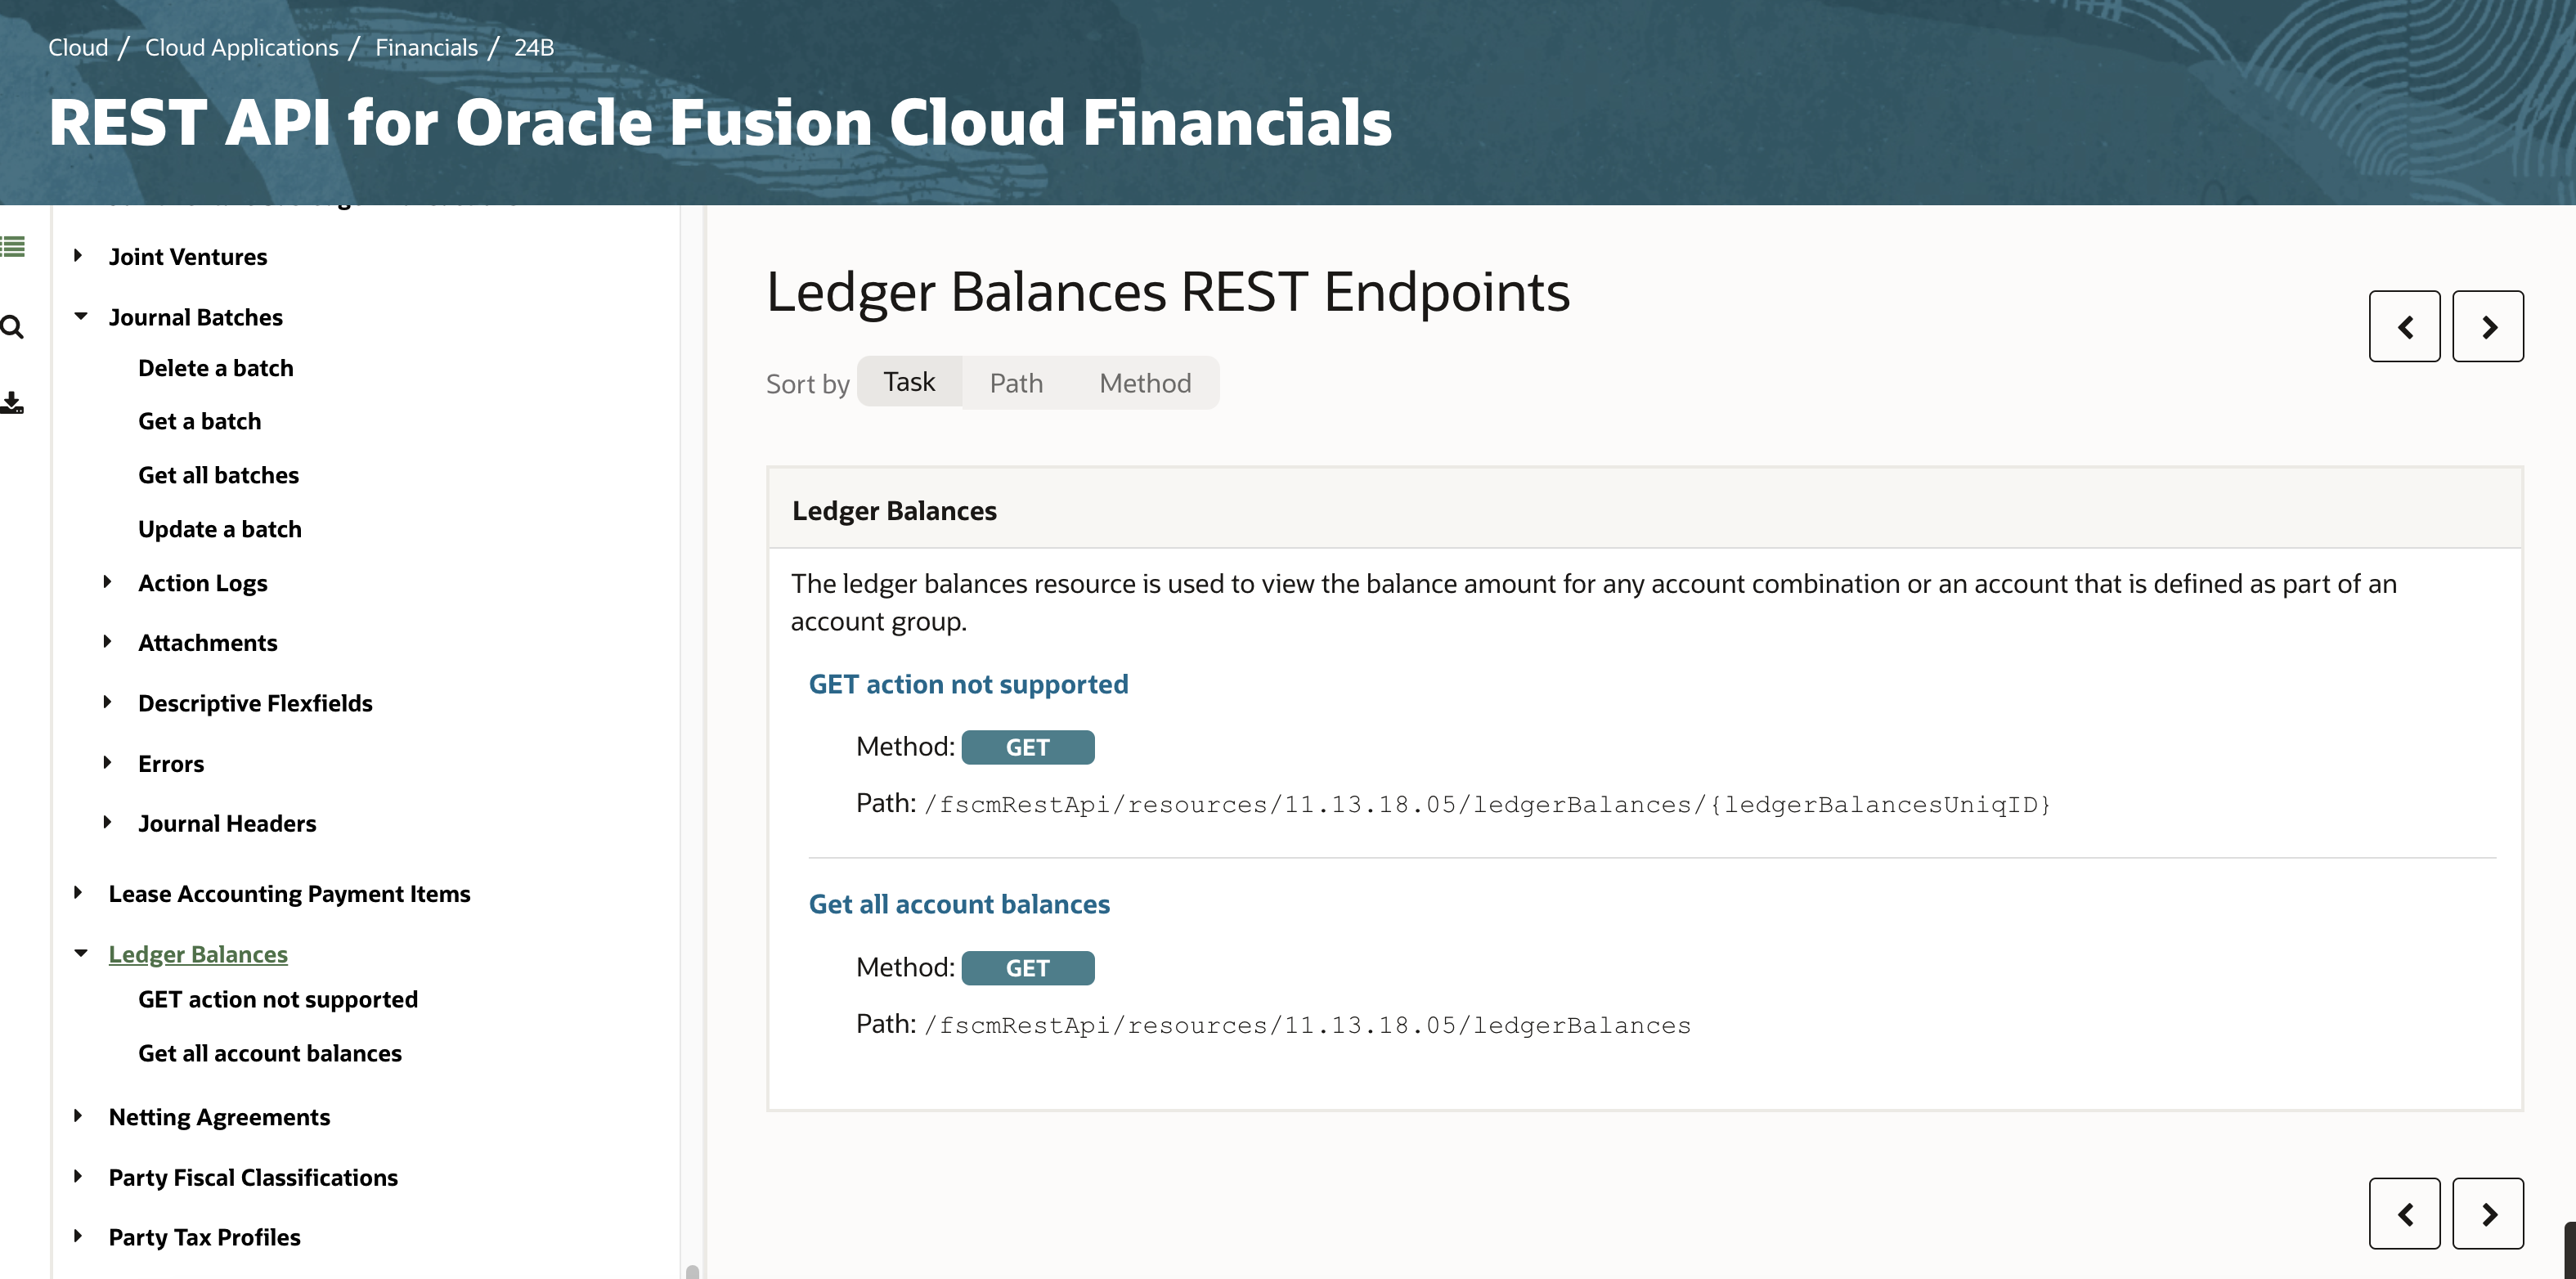 Cloud / Cloud Applications / Financials / 24B
REST API for Oracle Fusion Cloud Financials
Joint Ventures
Journal Batches
Delete a batch
Get a batch
Get all batches
Update a batch
Action Logs
Attachments
Descriptive Flexfields
Errors
Journal Headers
Lease Accounting Payment Items
Ledger Balances
GET action not supported
Get all account balances
Netting Agreements
Party Fiscal Classifications
Party Tax Profiles
Ledger Balances REST Endpoints
Sort by Task Path Method
Ledger Balances
The ledger balances resource is used to view the balance amount for any account combination or an account that is defined as part of an
account group.
GET action not supported
Method: GET
Path: /fscmRestApi/resources/11.13.18.05/ledgerBalances/{ledgerBalancesUniqID}
Get all account balances
Method: GET
Path: /fscmRestApi/resources/11.13.18.05/ledgerBalances